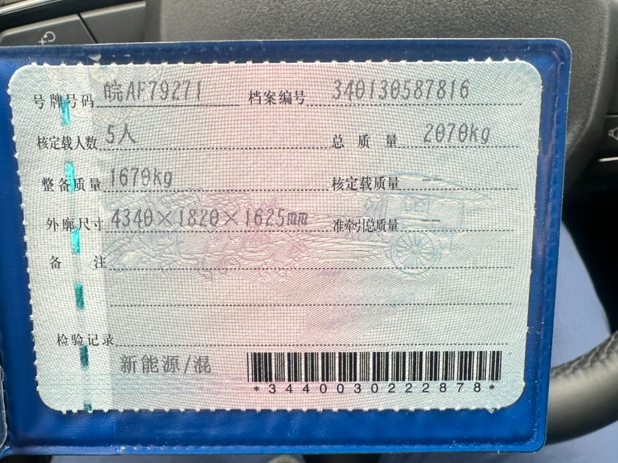 号牌号码 皖AF79271 档案编号 340130587816
核定载人数 5人 总质量 2070kg
整备质量 1670kg 核定载质量 --
外廓尺寸 4340×1820×1625mm 准牵引总质量 --
备注
检验记录
新能源/混
*3440030222878*